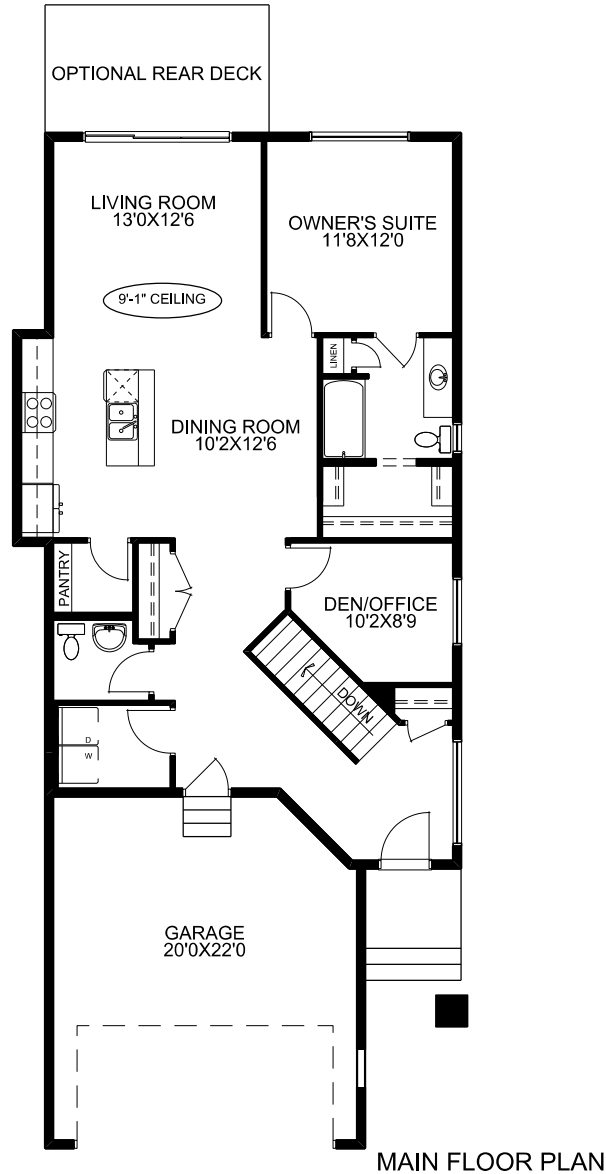 OPTIONAL REAR DECK
LIVING ROOM
13'0X12'6
OWNER'S SUITE
11'8X12'0
9'-1" CEILING
LINEN
DINING ROOM
10'2X12'6
PANTRY
DEN/OFFICE
10'2X8'9
DOWN
D
W
GARAGE
20'0X22'0
MAIN FLOOR PLAN